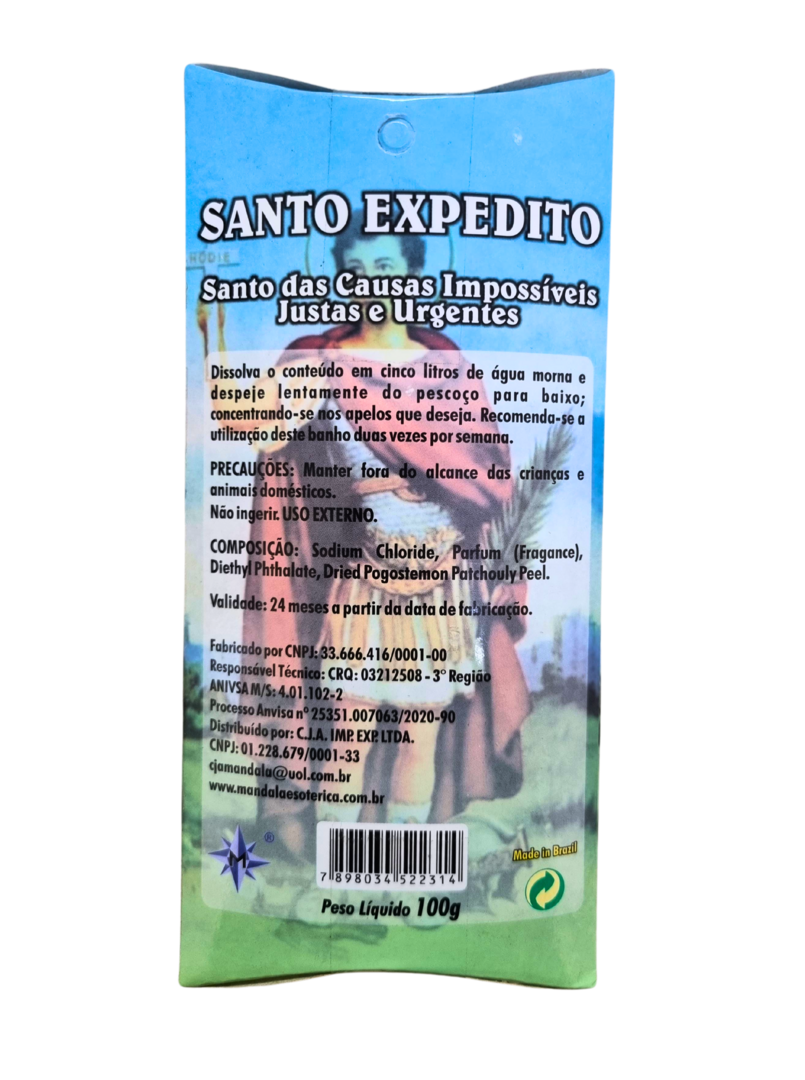 SANTO EXPEDITO
HODIE
Santo das Causas Impossíveis
Justas e Urgentes
Dissolva o conteúdo em cinco litros de água morna e
despeje lentamente do pescoço para baixo;
concentrando-se nos apelos que deseja. Recomenda-se a
utilização deste banho duas vezes por semana.
PRECAUÇÕES: Manter fora do alcance das crianças e
animais domésticos.
Não ingerir. USO EXTERNO.
COMPOSIÇÃO: Sodium Chloride, Parfum (Fragance),
Diethyl Phthalate, Dried Pogostemon Patchouly Peel.
Validade: 24 meses a partir da data de fabricação.
Fabricado por CNPJ: 33.666.416/0001-00
Responsável Técnico: CRQ: 03212508 - 3º Região
ANIVSA M/S: 4.01.102-2
Processo Anvisa nº 25351.007063/2020-90
Distribuído por: C.J.A. IMP. EXP. LTDA.
CNPJ: 01.228.679/0001-33
cjamandala@uol.com.br
www.mandalaesoterica.com.br
M ®
7 898034 522314
Made in Brazil
Peso Líquido 100g